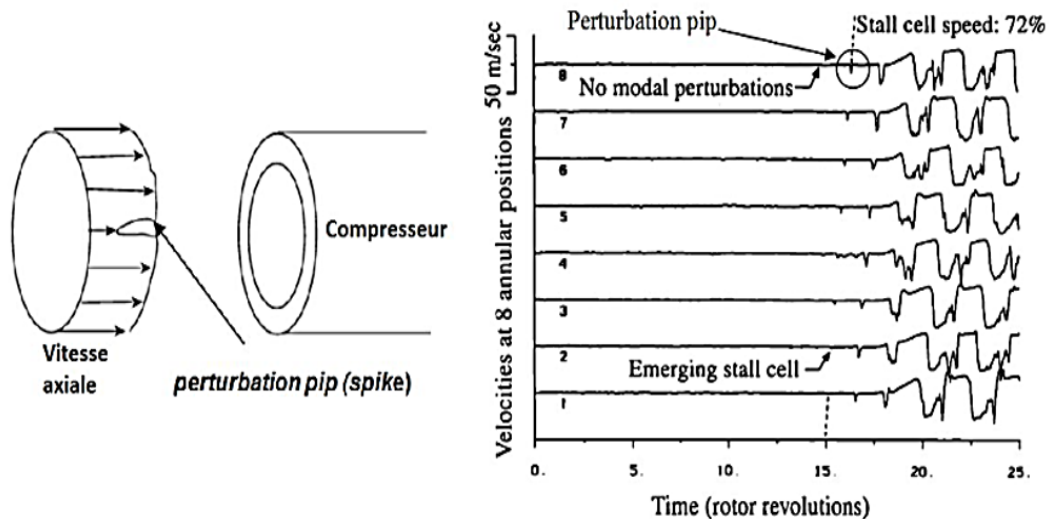 Vitesse
axiale
perturbation pip (spike)
Compresseur
Perturbation pip
Stall cell speed: 72%
No modal perturbations
Emerging stall cell
50 m/sec
Velocities at 8 annular positions
8
7
6
5
4
3
2
1
0. 5. 10. 15. 20. 25.
Time (rotor revolutions)